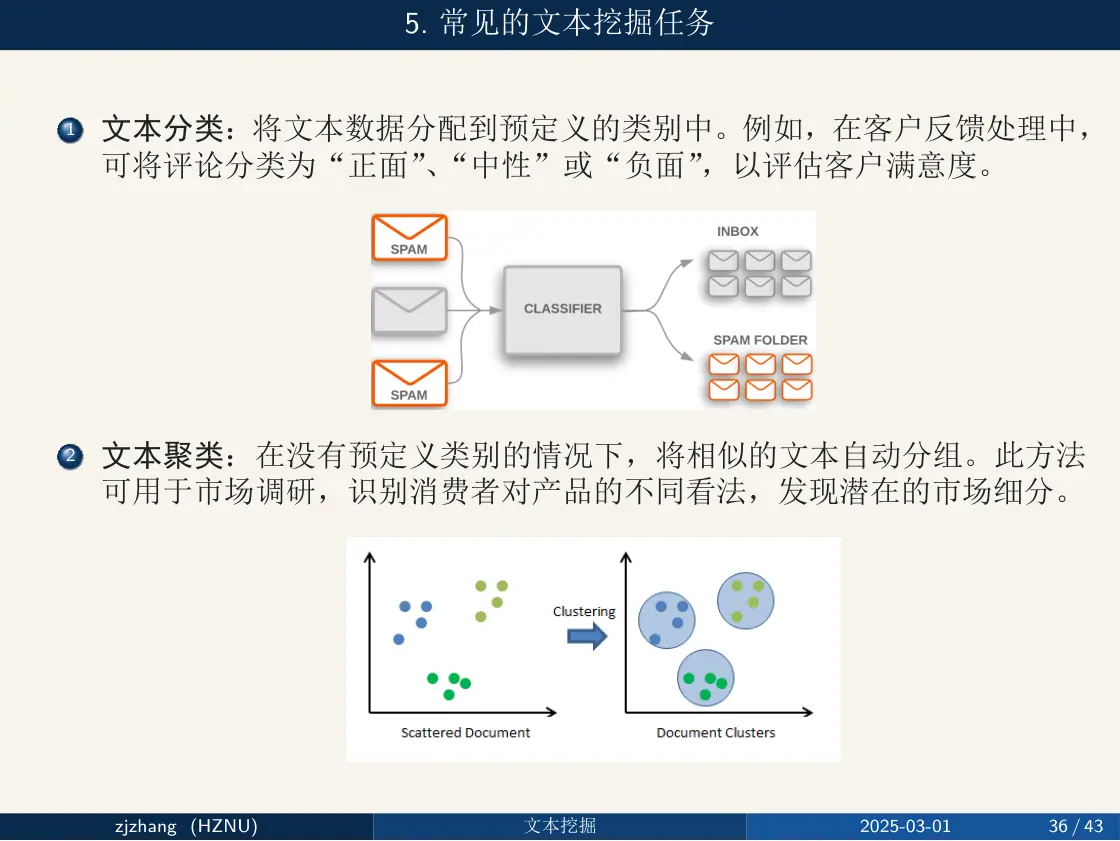 5. 常见的文本挖掘任务
1 文本分类：将文本数据分配到预定义的类别中。例如，在客户反馈处理中，
可将评论分类为“正面”、“中性”或“负面”，以评估客户满意度。
SPAM
SPAM
CLASSIFIER
INBOX
SPAM FOLDER
2 文本聚类：在没有预定义类别的情况下，将相似的文本自动分组。此方法
可用于市场调研，识别消费者对产品的不同看法，发现潜在的市场细分。
Clustering
Scattered Document
Document Clusters
zjzhang (HZNU) 文本挖掘 2025-03-01 36 / 43